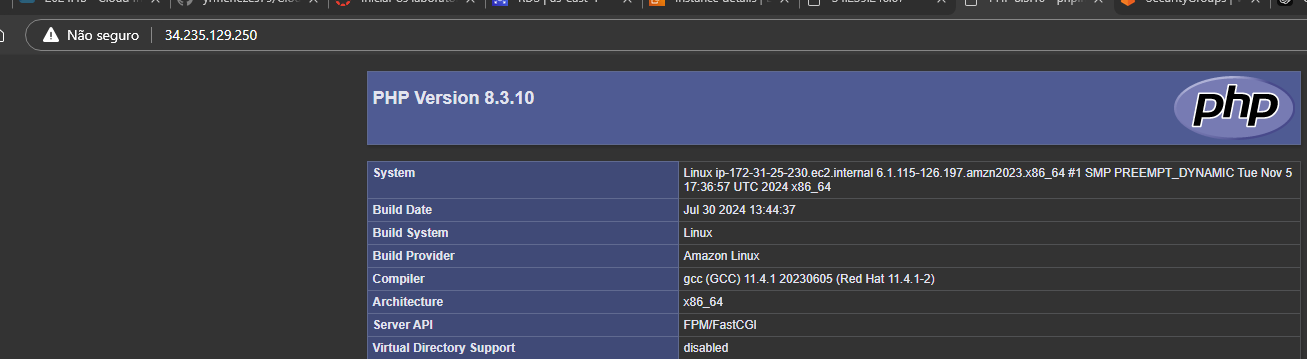 Não seguro 34.235.129.250
PHP Version 8.3.10
php
System Linux ip-172-31-25-230.ec2.internal 6.1.115-126.197.amzn2023.x86_64 #1 SMP PREEMPT_DYNAMIC Tue Nov 5
17:36:57 UTC 2024 x86_64
Build Date Jul 30 2024 13:44:37
Build System Linux
Build Provider Amazon Linux
Compiler gcc (GCC) 11.4.1 20230605 (Red Hat 11.4.1-2)
Architecture x86_64
Server API FPM/FastCGI
Virtual Directory Support disabled